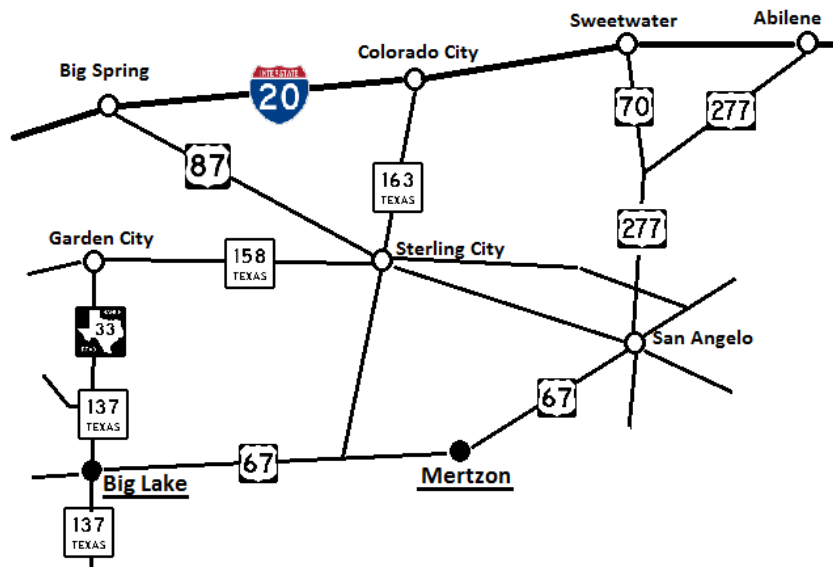 Sweetwater
Abilene
Colorado City
Big Spring
INTERSTATE
20
70
277
87
163
TEXAS
277
Garden City
158
TEXAS
Sterling City
33
San Angelo
137
TEXAS
67
67
Mertzon
Big Lake
137
TEXAS